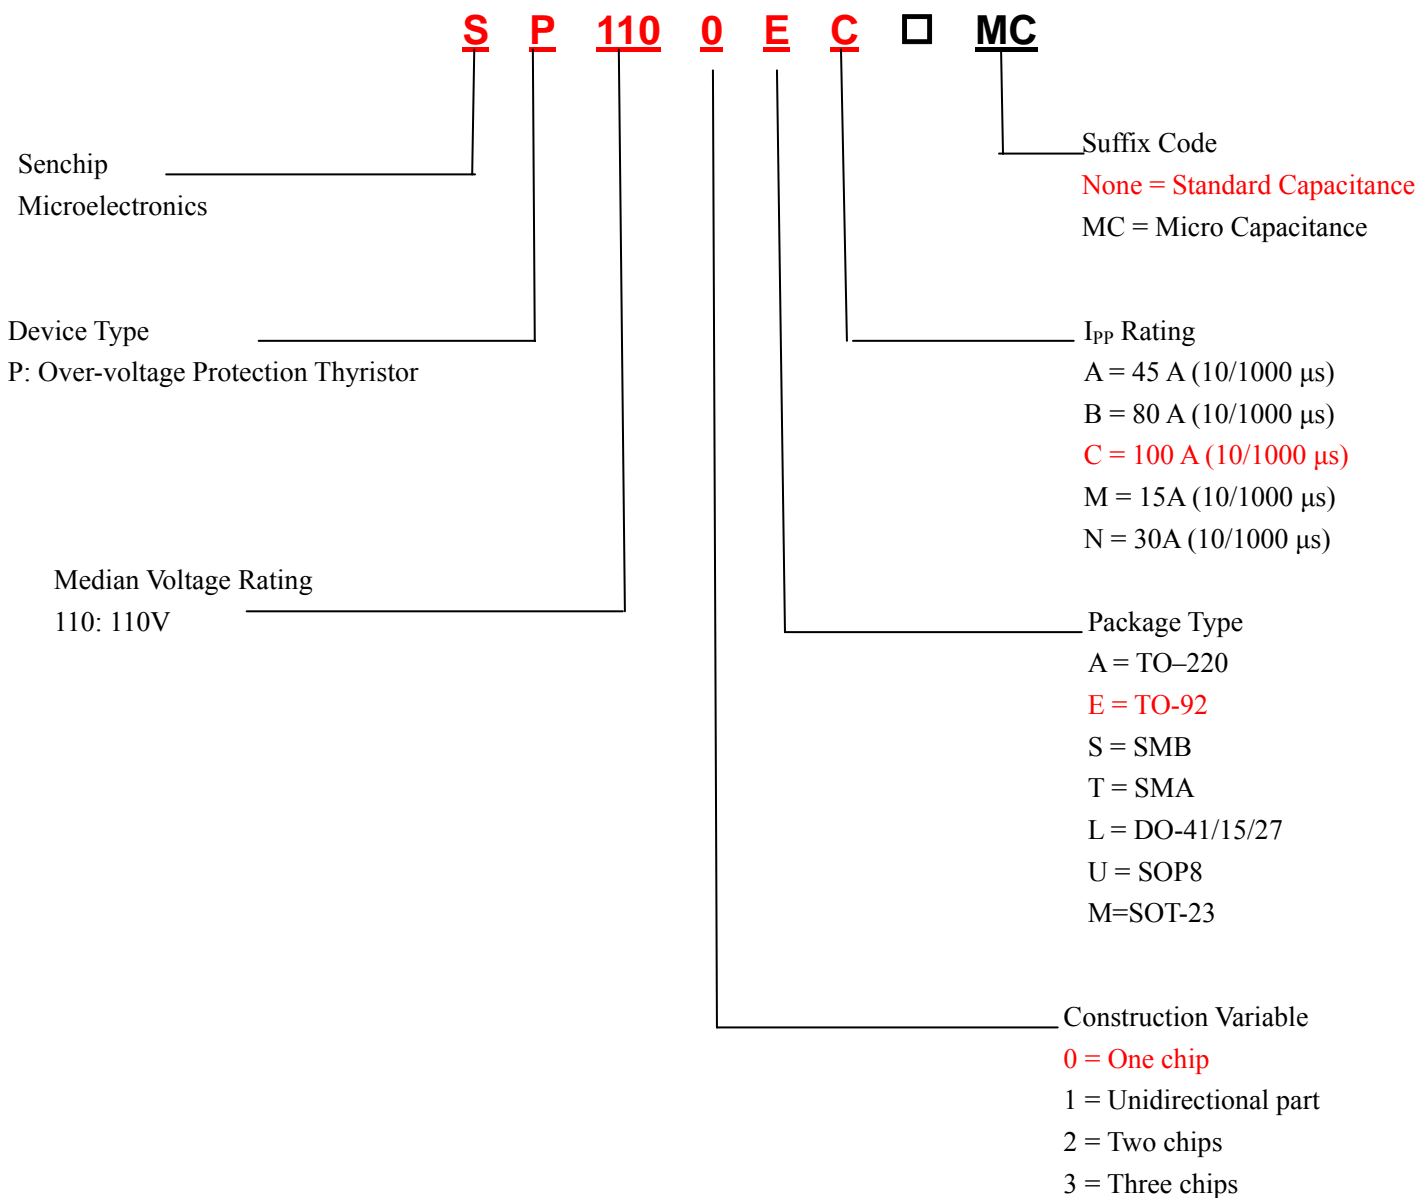 S P 110 0 E C □ MC
Senchip
Microelectronics
Device Type
P: Over-voltage Protection Thyristor
Median Voltage Rating
110: 110V
Suffix Code
None = Standard Capacitance
MC = Micro Capacitance
IPP Rating
A = 45 A (10/1000 μs)
B = 80 A (10/1000 μs)
C = 100 A (10/1000 μs)
M = 15A (10/1000 μs)
N = 30A (10/1000 μs)
Package Type
A = TO–220
E = TO-92
S = SMB
T = SMA
L = DO-41/15/27
U = SOP8
M=SOT-23
Construction Variable
0 = One chip
1 = Unidirectional part
2 = Two chips
3 = Three chips